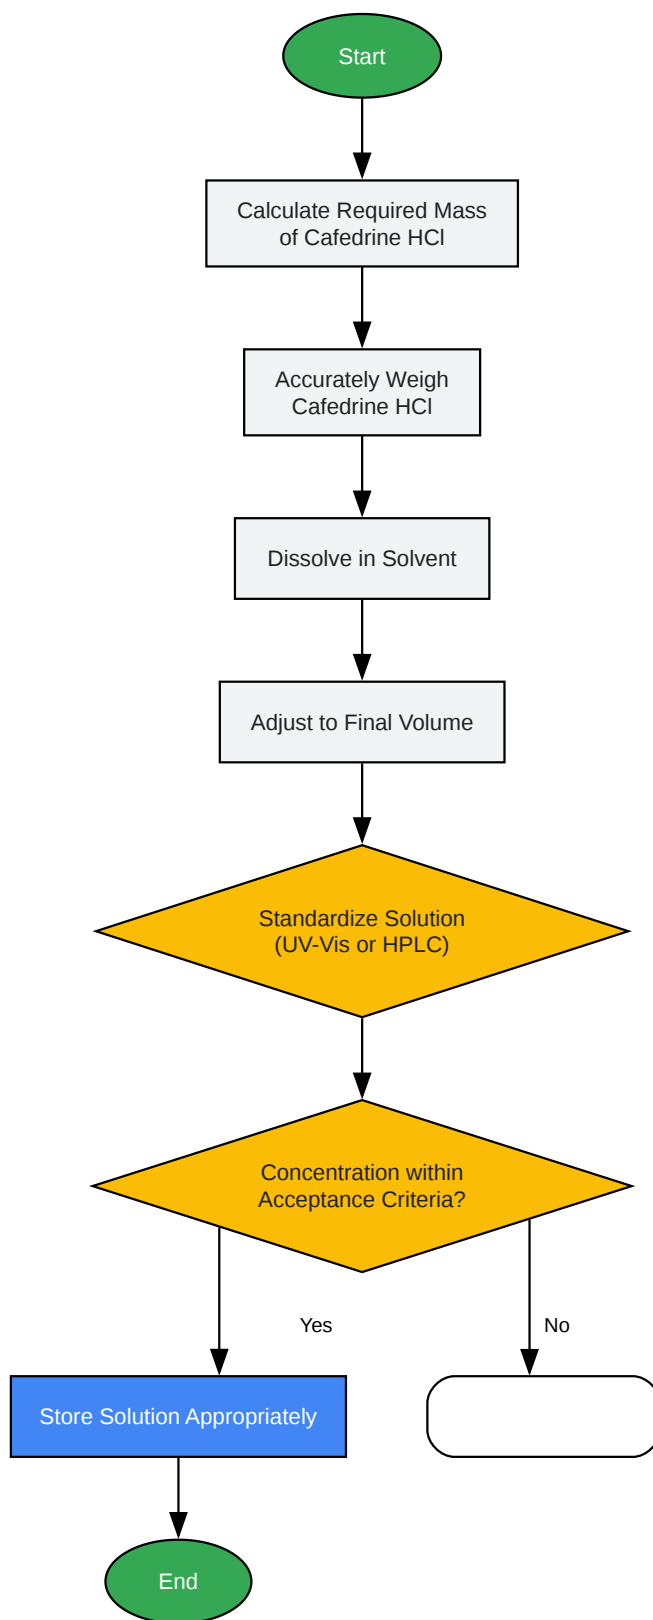 Start
Calculate Required Mass
of Cafedrine HCl
Accurately Weigh
Cafedrine HCl
Dissolve in Solvent
Adjust to Final Volume
Standardize Solution
(UV-Vis or HPLC)
Concentration within
Acceptance Criteria?
Yes
No
Store Solution Appropriately
End